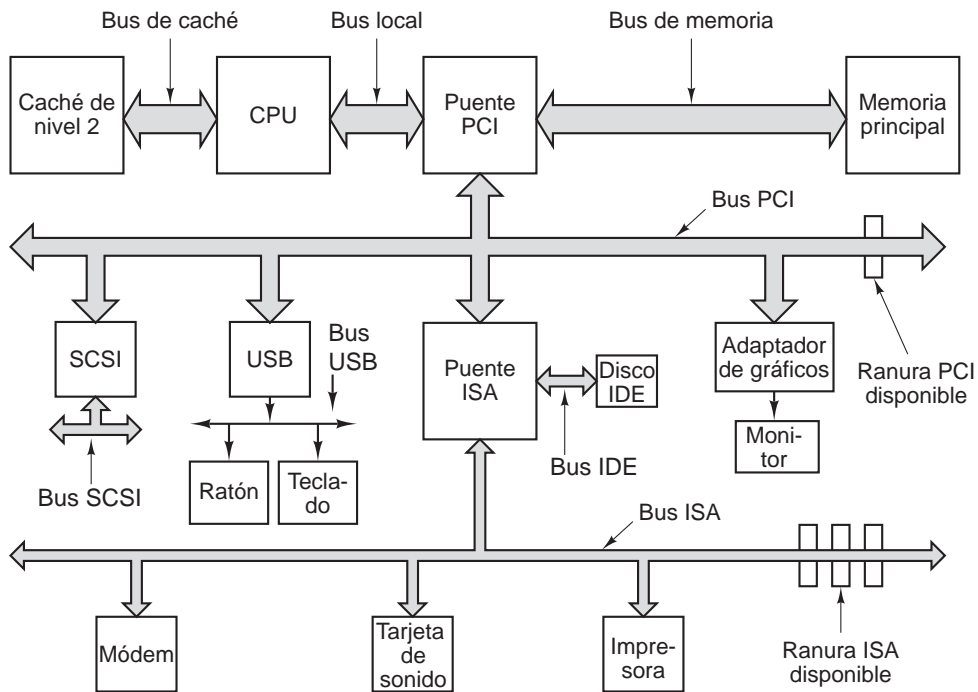 Bus de caché
Bus local
Bus de memoria
Caché de
nivel 2
CPU
Puente
PCI
Memoria
principal
Bus PCI
SCSI
USB
Bus
USB
Puente
ISA
Disco
IDE
Adaptador
de gráficos
Ranura PCI
disponible
Bus SCSI
Ratón
Tecla-
do
Bus IDE
Moni-
tor
Bus ISA
Módem
Tarjeta
de
sonido
Impre-
sora
Ranura ISA
disponible